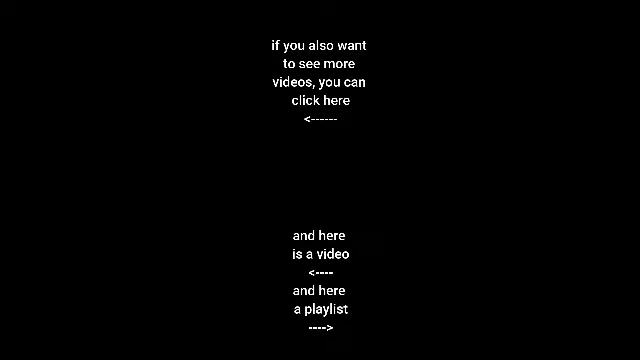 if you also want
to see more
videos, you can
click here
<------
and here
is a video
<----
and here
a playlist
---->